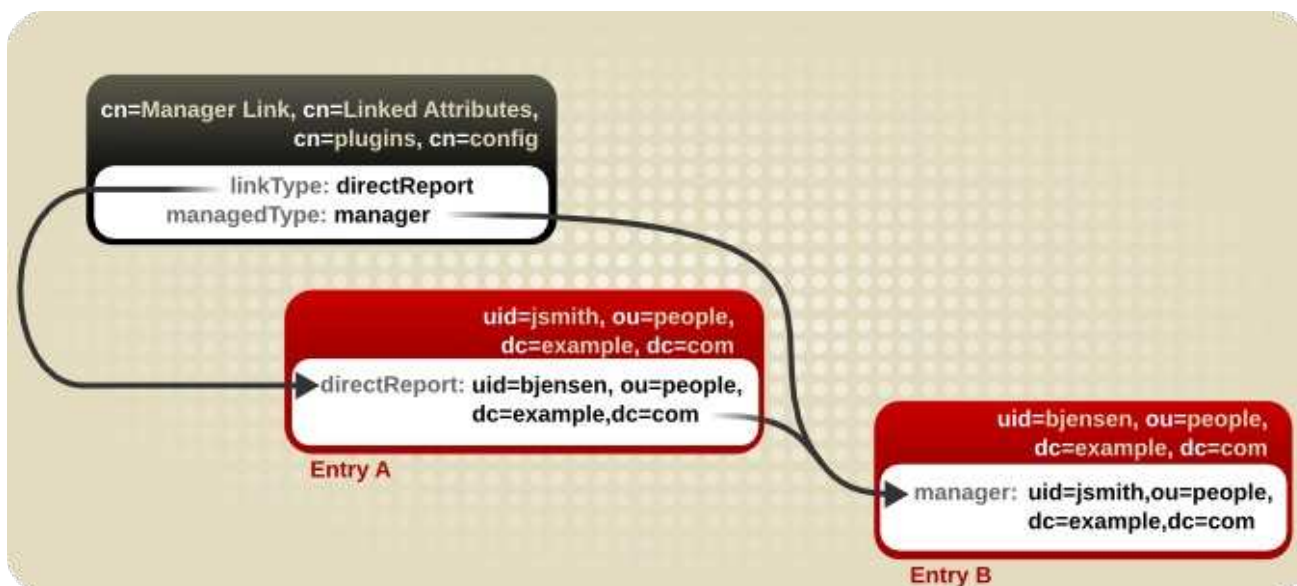 cn=Manager Link, cn=Linked Attributes,
cn=plugins, cn=config
linkType: directReport
managedType: manager
uid=jsmith, ou=people,
dc=example, dc=com
directReport: uid=bjensen, ou=people,
dc=example,dc=com
Entry A
uid=bjensen, ou=people,
dc=example, dc=com
manager: uid=jsmith,ou=people,
dc=example,dc=com
Entry B